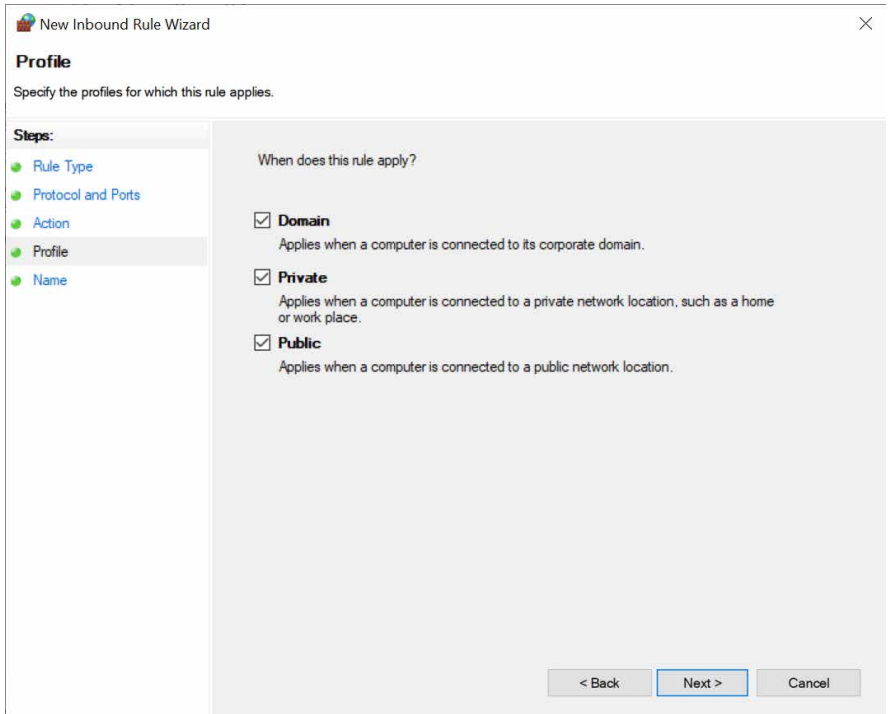 New Inbound Rule Wizard
Profile
Specify the profiles for which this rule applies.
Steps:
Rule Type
Protocol and Ports
Action
Profile
Name
When does this rule apply?
Domain
Applies when a computer is connected to its corporate domain.
Private
Applies when a computer is connected to a private network location, such as a home
or work place.
Public
Applies when a computer is connected to a public network location.
< Back
Next >
Cancel